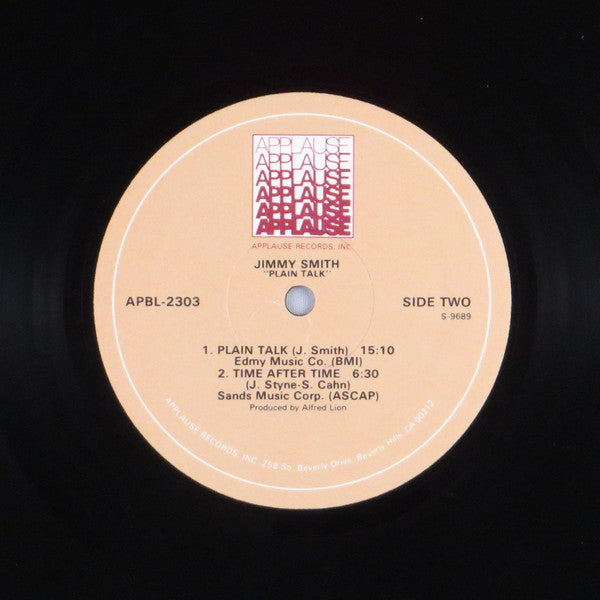 APPLAUSE
APPLAUSE
APPLAUSE
APPLAUSE
APPLAUSE
APPLAUSE
APPLAUSE RECORDS, INC.
JIMMY SMITH
"PLAIN TALK"
APBL-2303
SIDE TWO
S-9689
1. PLAIN TALK (J. Smith) 15:10
Edmy Music Co. (BMI)
2. TIME AFTER TIME 6:30
(J. Styne-S. Cahn)
Sands Music Corp. (ASCAP)
Produced by Alfred Lion
APPLAUSE RECORDS, INC. 758 So. Beverly Drive, Beverly Hills, CA 90212